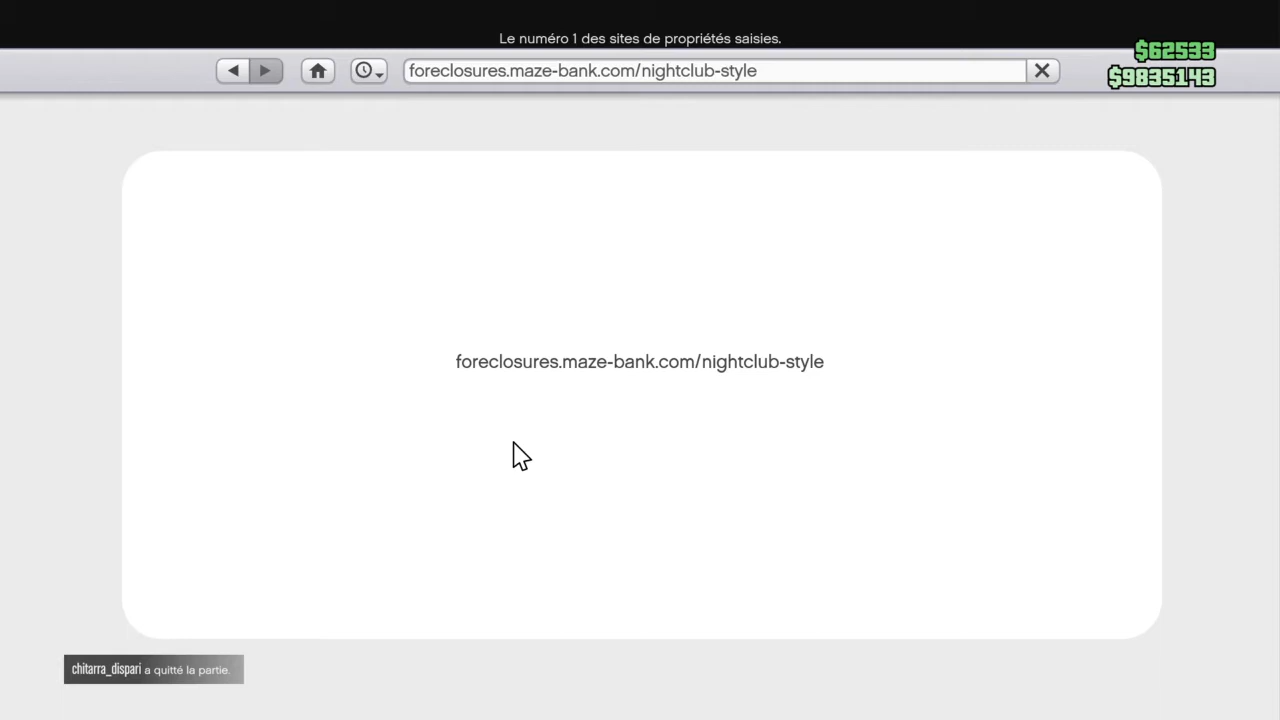 Le numéro 1 des sites de propriétés saisies.
$62533
foreclosures.maze-bank.com/nightclub-style
$9835143
foreclosures.maze-bank.com/nightclub-style
chitarra_dispari a quitté la partie.